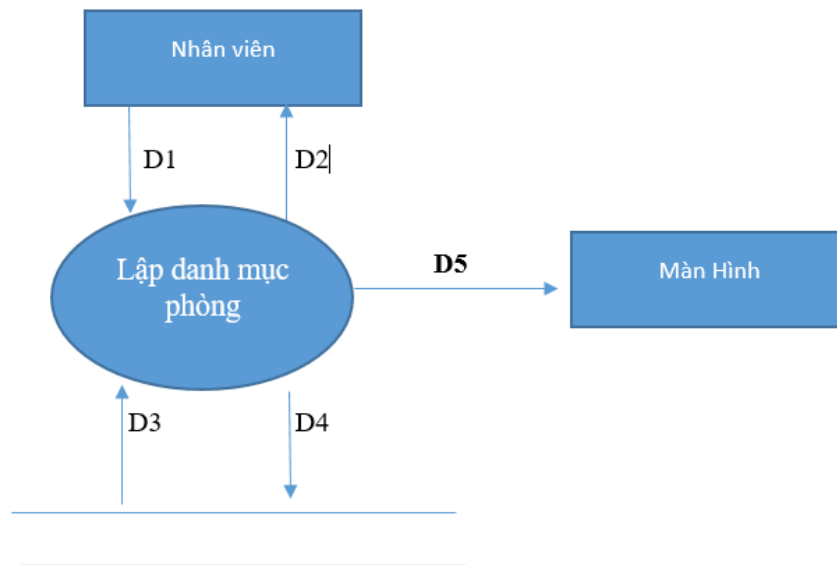 Nhân viên
D1
D2
Lập danh mục
phòng
D5
Màn Hình
D3
D4